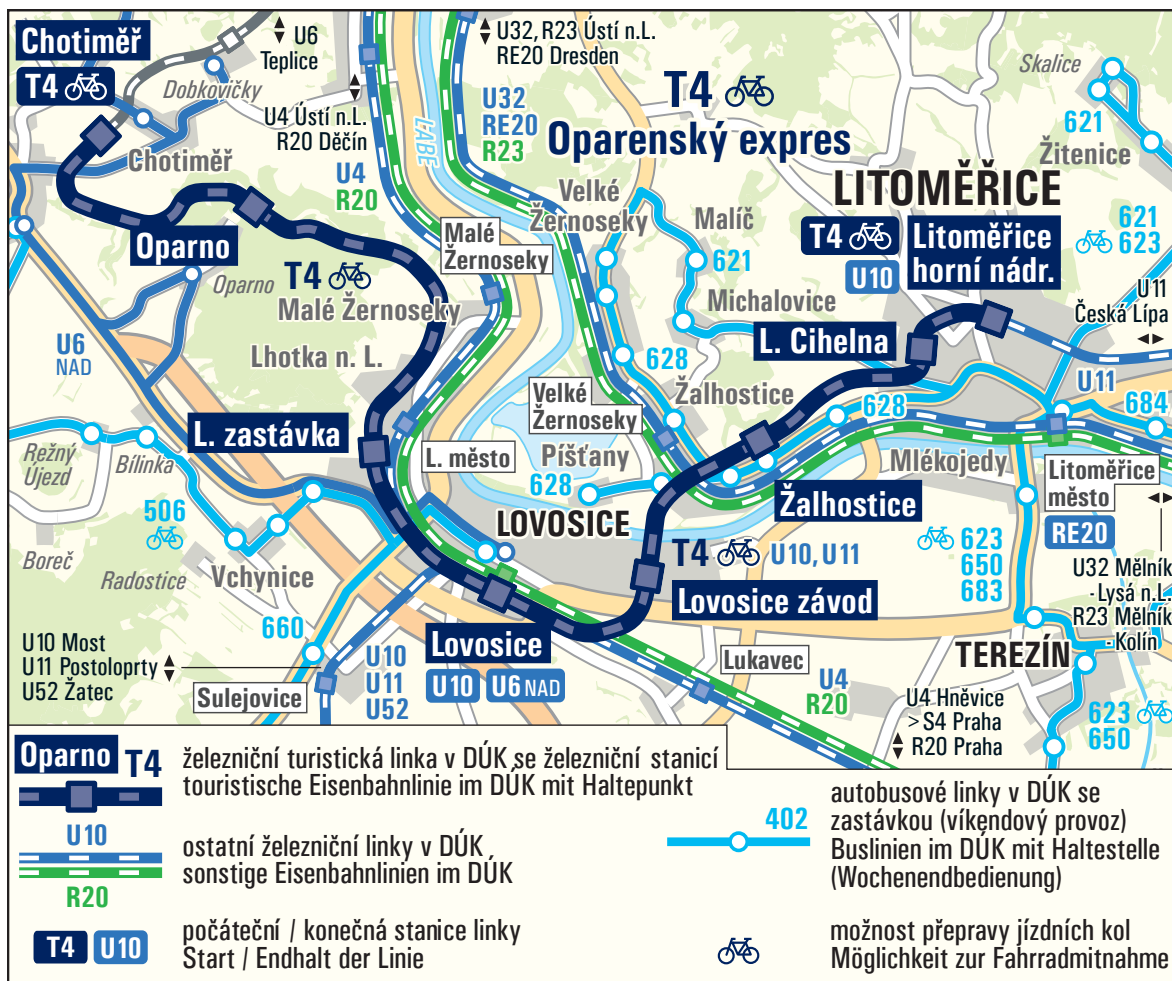 Chotiměř
T4
U6
Teplice
Dobkovičky
U4 Ústí n.L.
R20 Děčín
U32, R23 Ústí n.L.
RE20 Dresden
LABE
U32
RE20
R23
T4
Oparenský expres
Skalice
621
Žitenice
Chotiměř
U4
R20
Velké
Žernoseky
Malíč
621
LITOMĚŘICE
T4
U10
Litoměřice
horní nádr.
621
623
Oparno
Oparno
T4
Malé Žernoseky
Malé
Žernoseky
Michalovice
U11
Česká Lípa
U6
NAD
Lhotka n. L.
628
L. Cihelna
Žalhostice
U11
684
L. zastávka
Velké
Žernoseky
628
Režný
Újezd
Bílinka
L. město
Píšťany
628
Mlékojedy
Litoměřice
město
RE20
506
LOVOSICE
Žalhostice
Boreč
Radostice
Vchynice
T4
U10, U11
623
650
683
U32 Mělník
- Lysá n.L.
R23 Mělník
- Kolín
Lovosice závod
660
U10 Most
U11 Postoloprty
U52 Žatec
Sulejovice
U10
U11
U52
Lovosice
U10
U6 NAD
Lukavec
U4
R20
TEREZÍN
U4 Hněvice
> S4 Praha
R20 Praha
623
650
Oparno
T4
železniční turistická linka v DÚK se železniční stanicí
touristische Eisenbahnlinie im DÚK mit Haltepunkt
U10
R20
ostatní železniční linky v DÚK
sonstige Eisenbahnlinien im DÚK
T4
U10
počáteční / konečná stanice linky
Start / Endhalt der Linie
402
autobusové linky v DÚK se
zastávkou (víkendový provoz)
Buslinien im DÚK mit Haltestelle
(Wochenendbedienung)
možnost přepravy jízdních kol
Möglichkeit zur Fahrradmitnahme